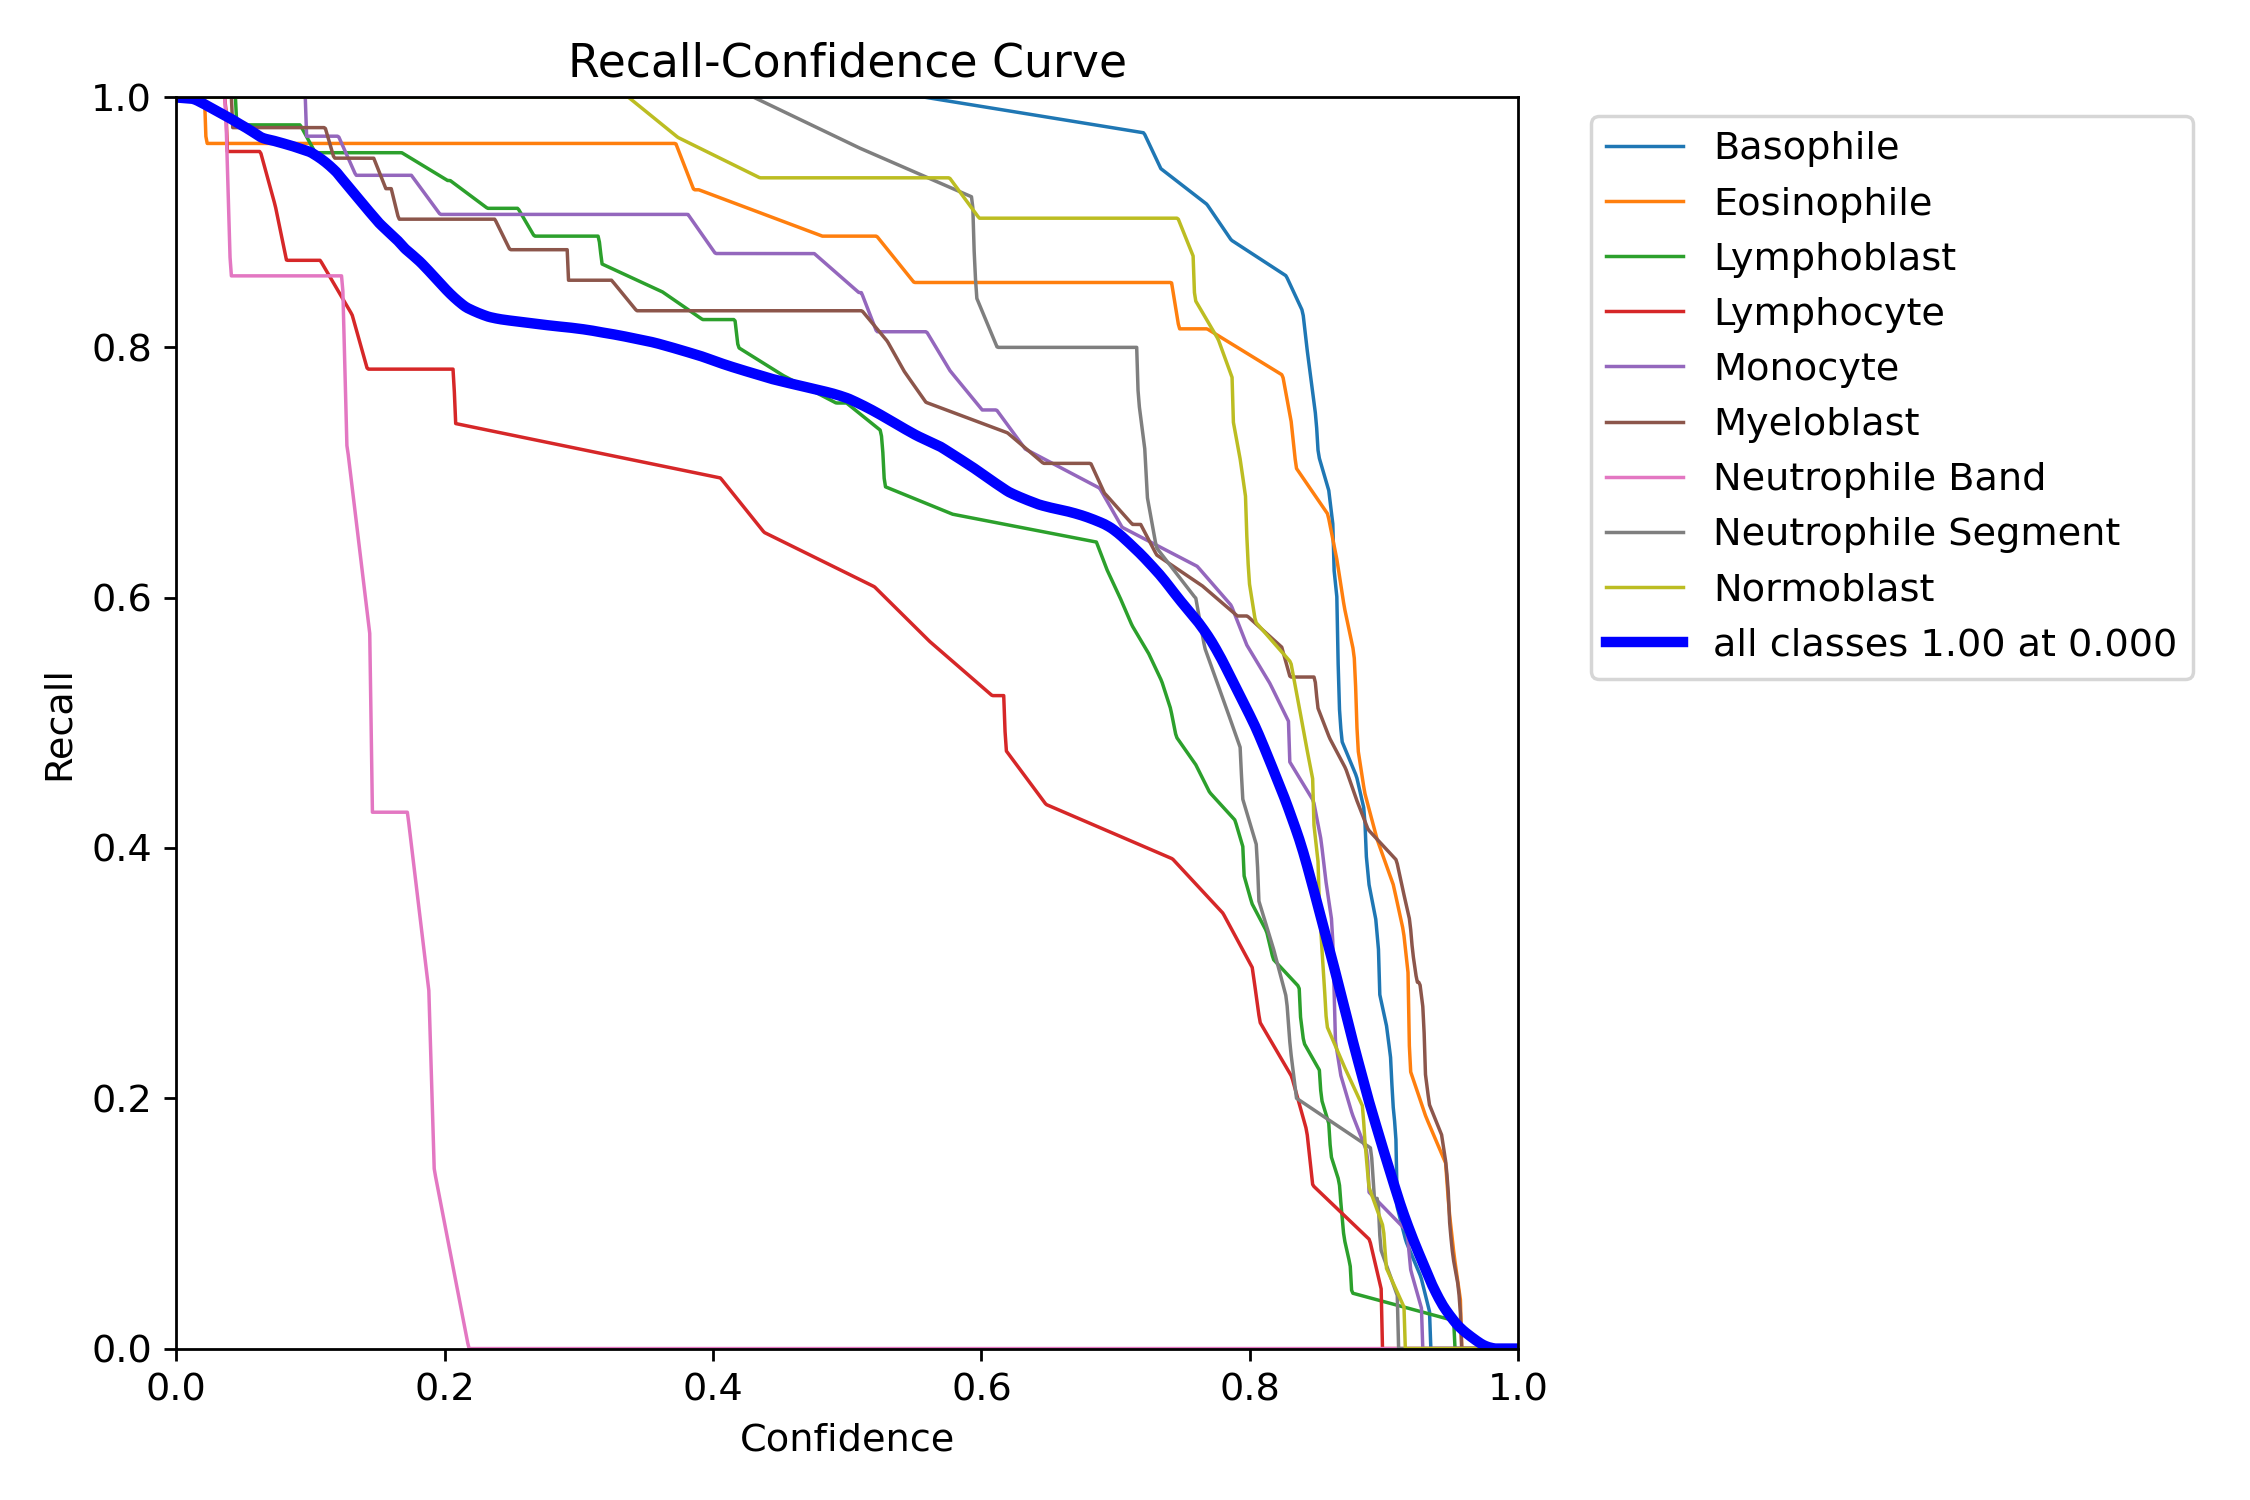 Recall-Confidence Curve
1.0
0.8
0.6
0.4
0.2
0.0
Recall
0.0 0.2 0.4 0.6 0.8 1.0
Confidence
Basophile
Eosinophile
Lymphoblast
Lymphocyte
Monocyte
Myeloblast
Neutrophile Band
Neutrophile Segment
Normoblast
all classes 1.00 at 0.000